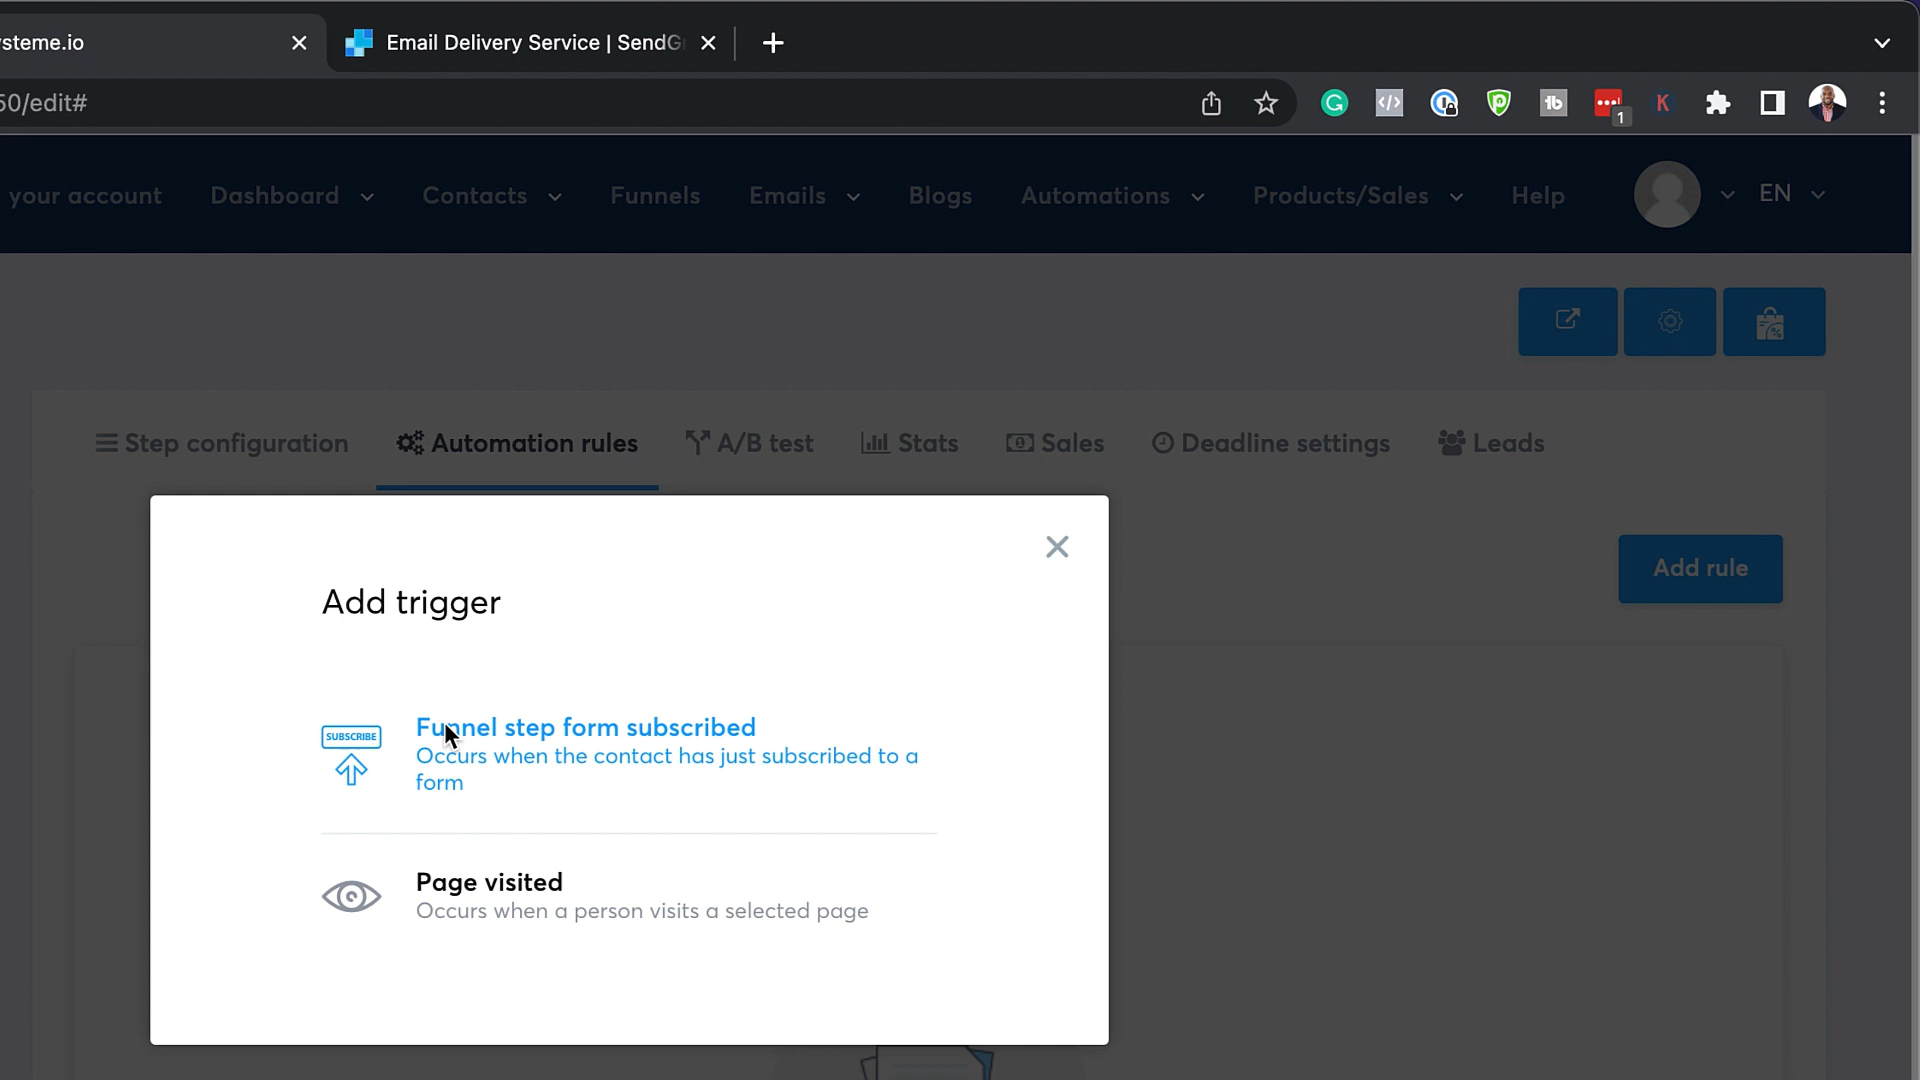 steme.io
Email Delivery Service | SendG
50/edit#
1
your account
Dashboard
Contacts
Funnels
Emails
Blogs
Automations
Products/Sales
Help
EN
Step configuration
Automation rules
A/B test
Stats
Sales
Deadline settings
Leads
Add rule
Add trigger
SUBSCRIBE
Funnel step form subscribed
Occurs when the contact has just subscribed to a
form
Page visited
Occurs when a person visits a selected page